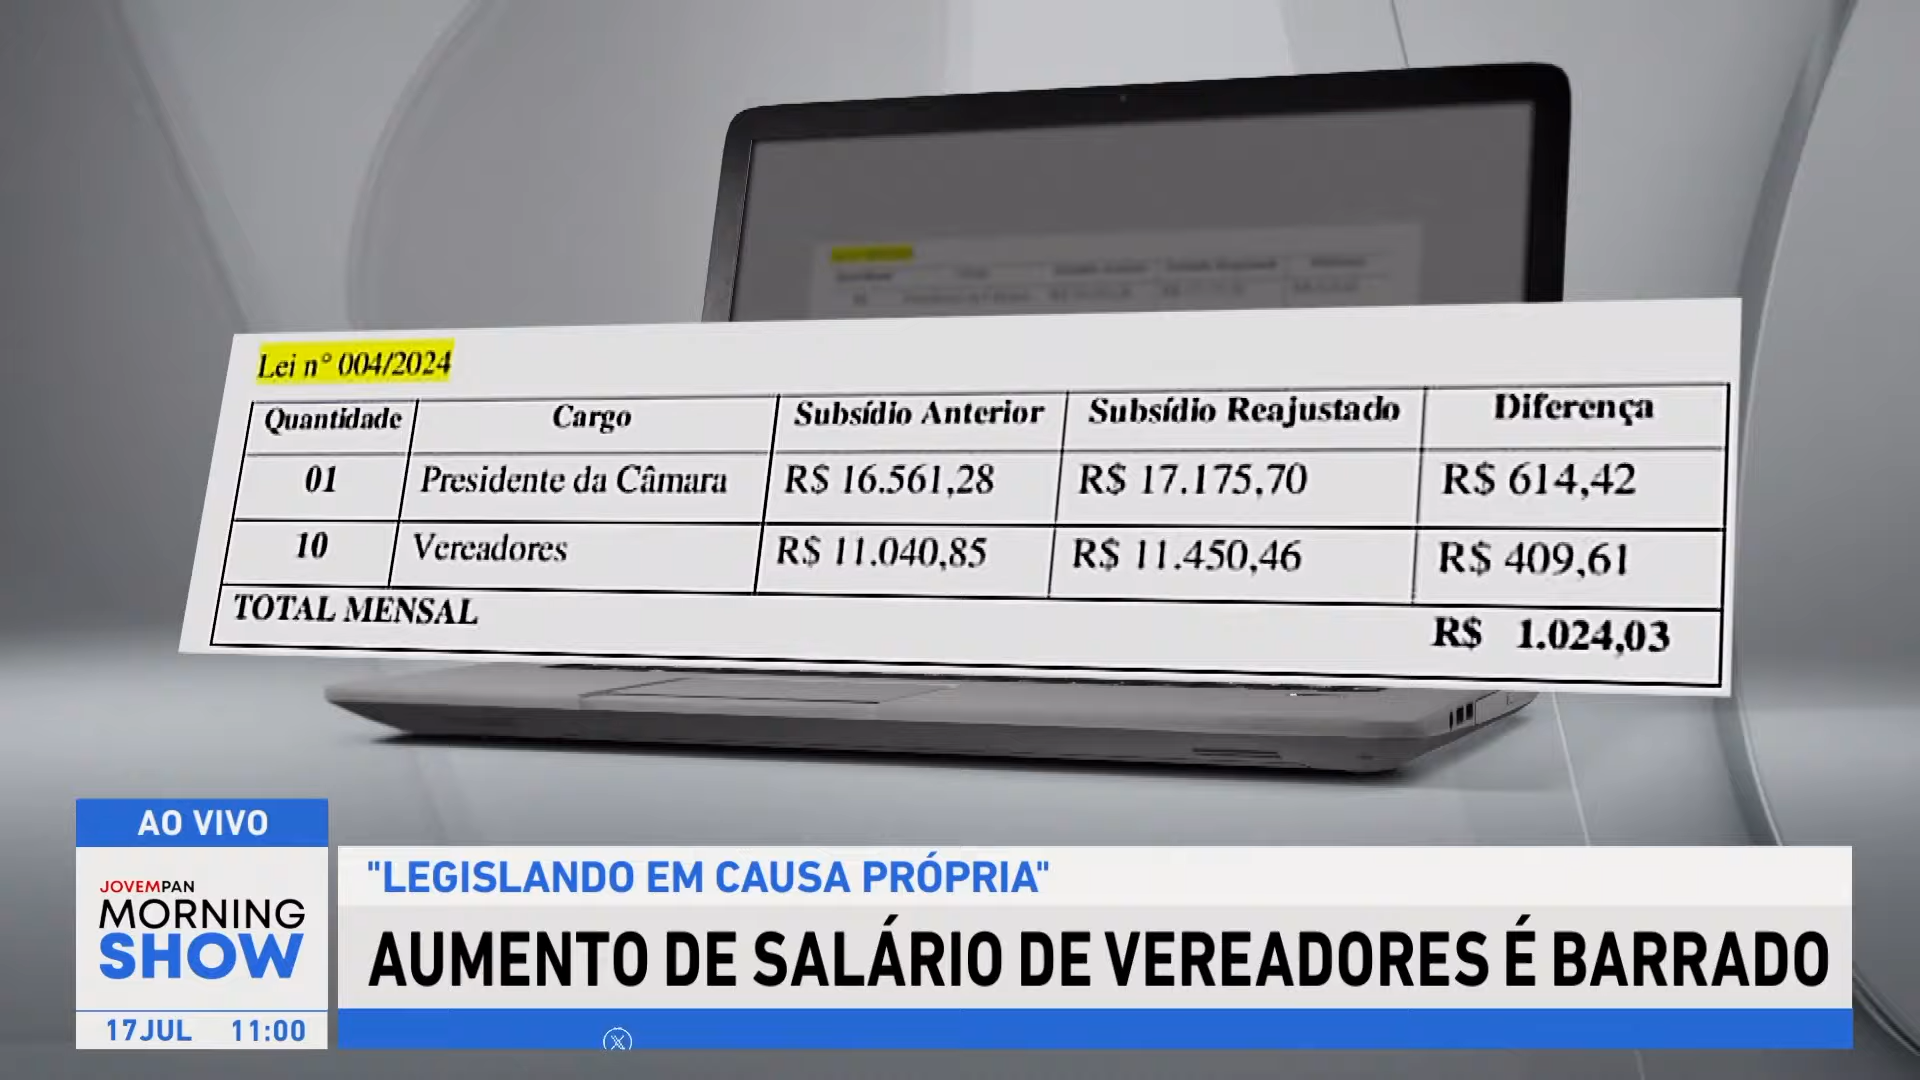 Lei n° 004/2024
Quantidade Cargo Subsídio Anterior Subsídio Reajustado Diferença
01 Presidente da Câmara R$ 16.561,28 R$ 17.175,70 R$ 614,42
10 Vereadores R$ 11.040,85 R$ 11.450,46 R$ 409,61
TOTAL MENSAL R$ 1.024,03
AO VIVO
JOVEMPAN
MORNING
SHOW
17JUL 11:00
"LEGISLANDO EM CAUSA PRÓPRIA"
AUMENTO DE SALÁRIO DE VEREADORES É BARRADO